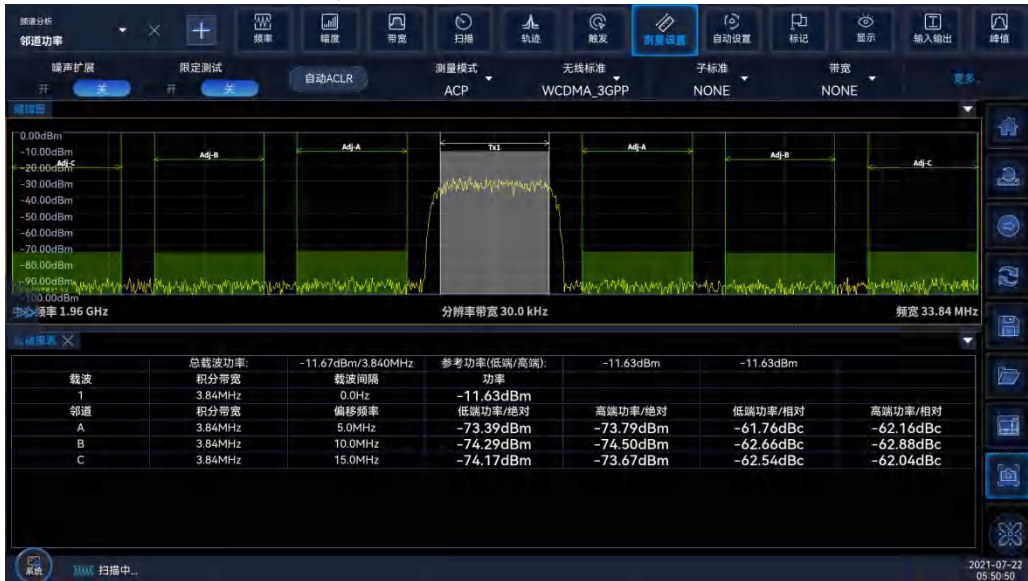 频谱分析
邻道功率
频率
幅度
带宽
扫描
轨迹
触发
测量设置
自动设置
标记
显示
输入输出
峰值
噪声扩展
开 关
限定测试
开 关
自动ACLR
测量模式
ACP
无线标准
WCDMA_3GPP
子标准
NONE
带宽
NONE
更多...
频谱图
0.00dBm
-10.00dBm
-20.00dBm
-30.00dBm
-40.00dBm
-50.00dBm
-60.00dBm
-70.00dBm
-80.00dBm
-90.00dBm
-100.00dBm
Adj-C Adj-B Adj-A Tx1 Adj-A Adj-B Adj-C
中心频率 1.96 GHz 分辨率带宽 30.0 kHz 频宽 33.84 MHz
总载波功率: -11.67dBm/3.840MHz 参考功率(低端/高端): -11.63dBm -11.63dBm
载波 积分带宽 载波间隔 功率
1 3.84MHz 0.0Hz -11.63dBm
邻道 积分带宽 偏移频率 低端功率/绝对 高端功率/绝对 低端功率/相对 高端功率/相对
A 3.84MHz 5.0MHz -73.39dBm -73.79dBm -61.76dBc -62.16dBc
B 3.84MHz 10.0MHz -74.29dBm -74.50dBm -62.66dBc -62.88dBc
C 3.84MHz 15.0MHz -74.17dBm -73.67dBm -62.54dBc -62.04dBc
系统
扫描中...
2021-07-22
05:50:50